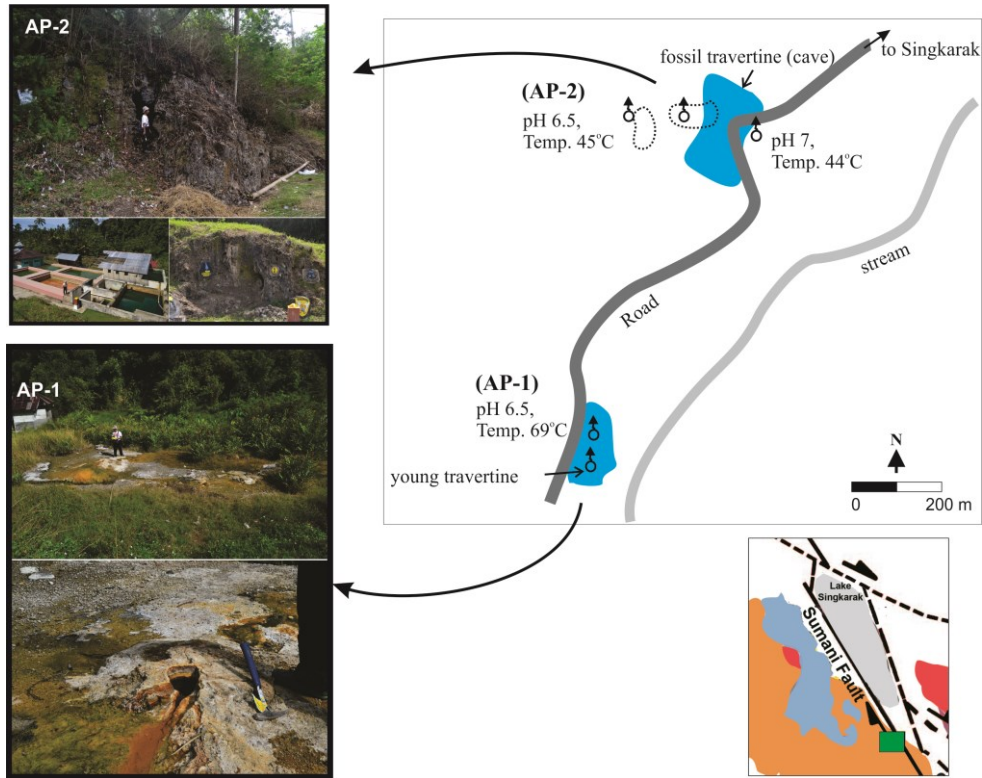 AP-2
AP-1
to Singkarak
fossil travertine (cave)
(AP-2)
pH 6.5,
Temp. 45°C
pH 7,
Temp. 44°C
stream
Road
(AP-1)
pH 6.5,
Temp. 69°C
young travertine
N
0 200 m
Lake
Singkarak
Sumani Fault